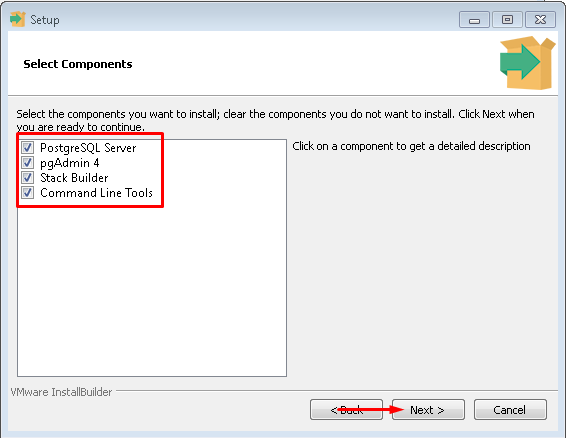 Setup
Select Components
Select the components you want to install; clear the components you do not want to install. Click Next when
you are ready to continue.
PostgreSQL Server
pgAdmin 4
Stack Builder
Command Line Tools
Click on a component to get a detailed description
VMware InstallBuilder
< Back
Next >
Cancel